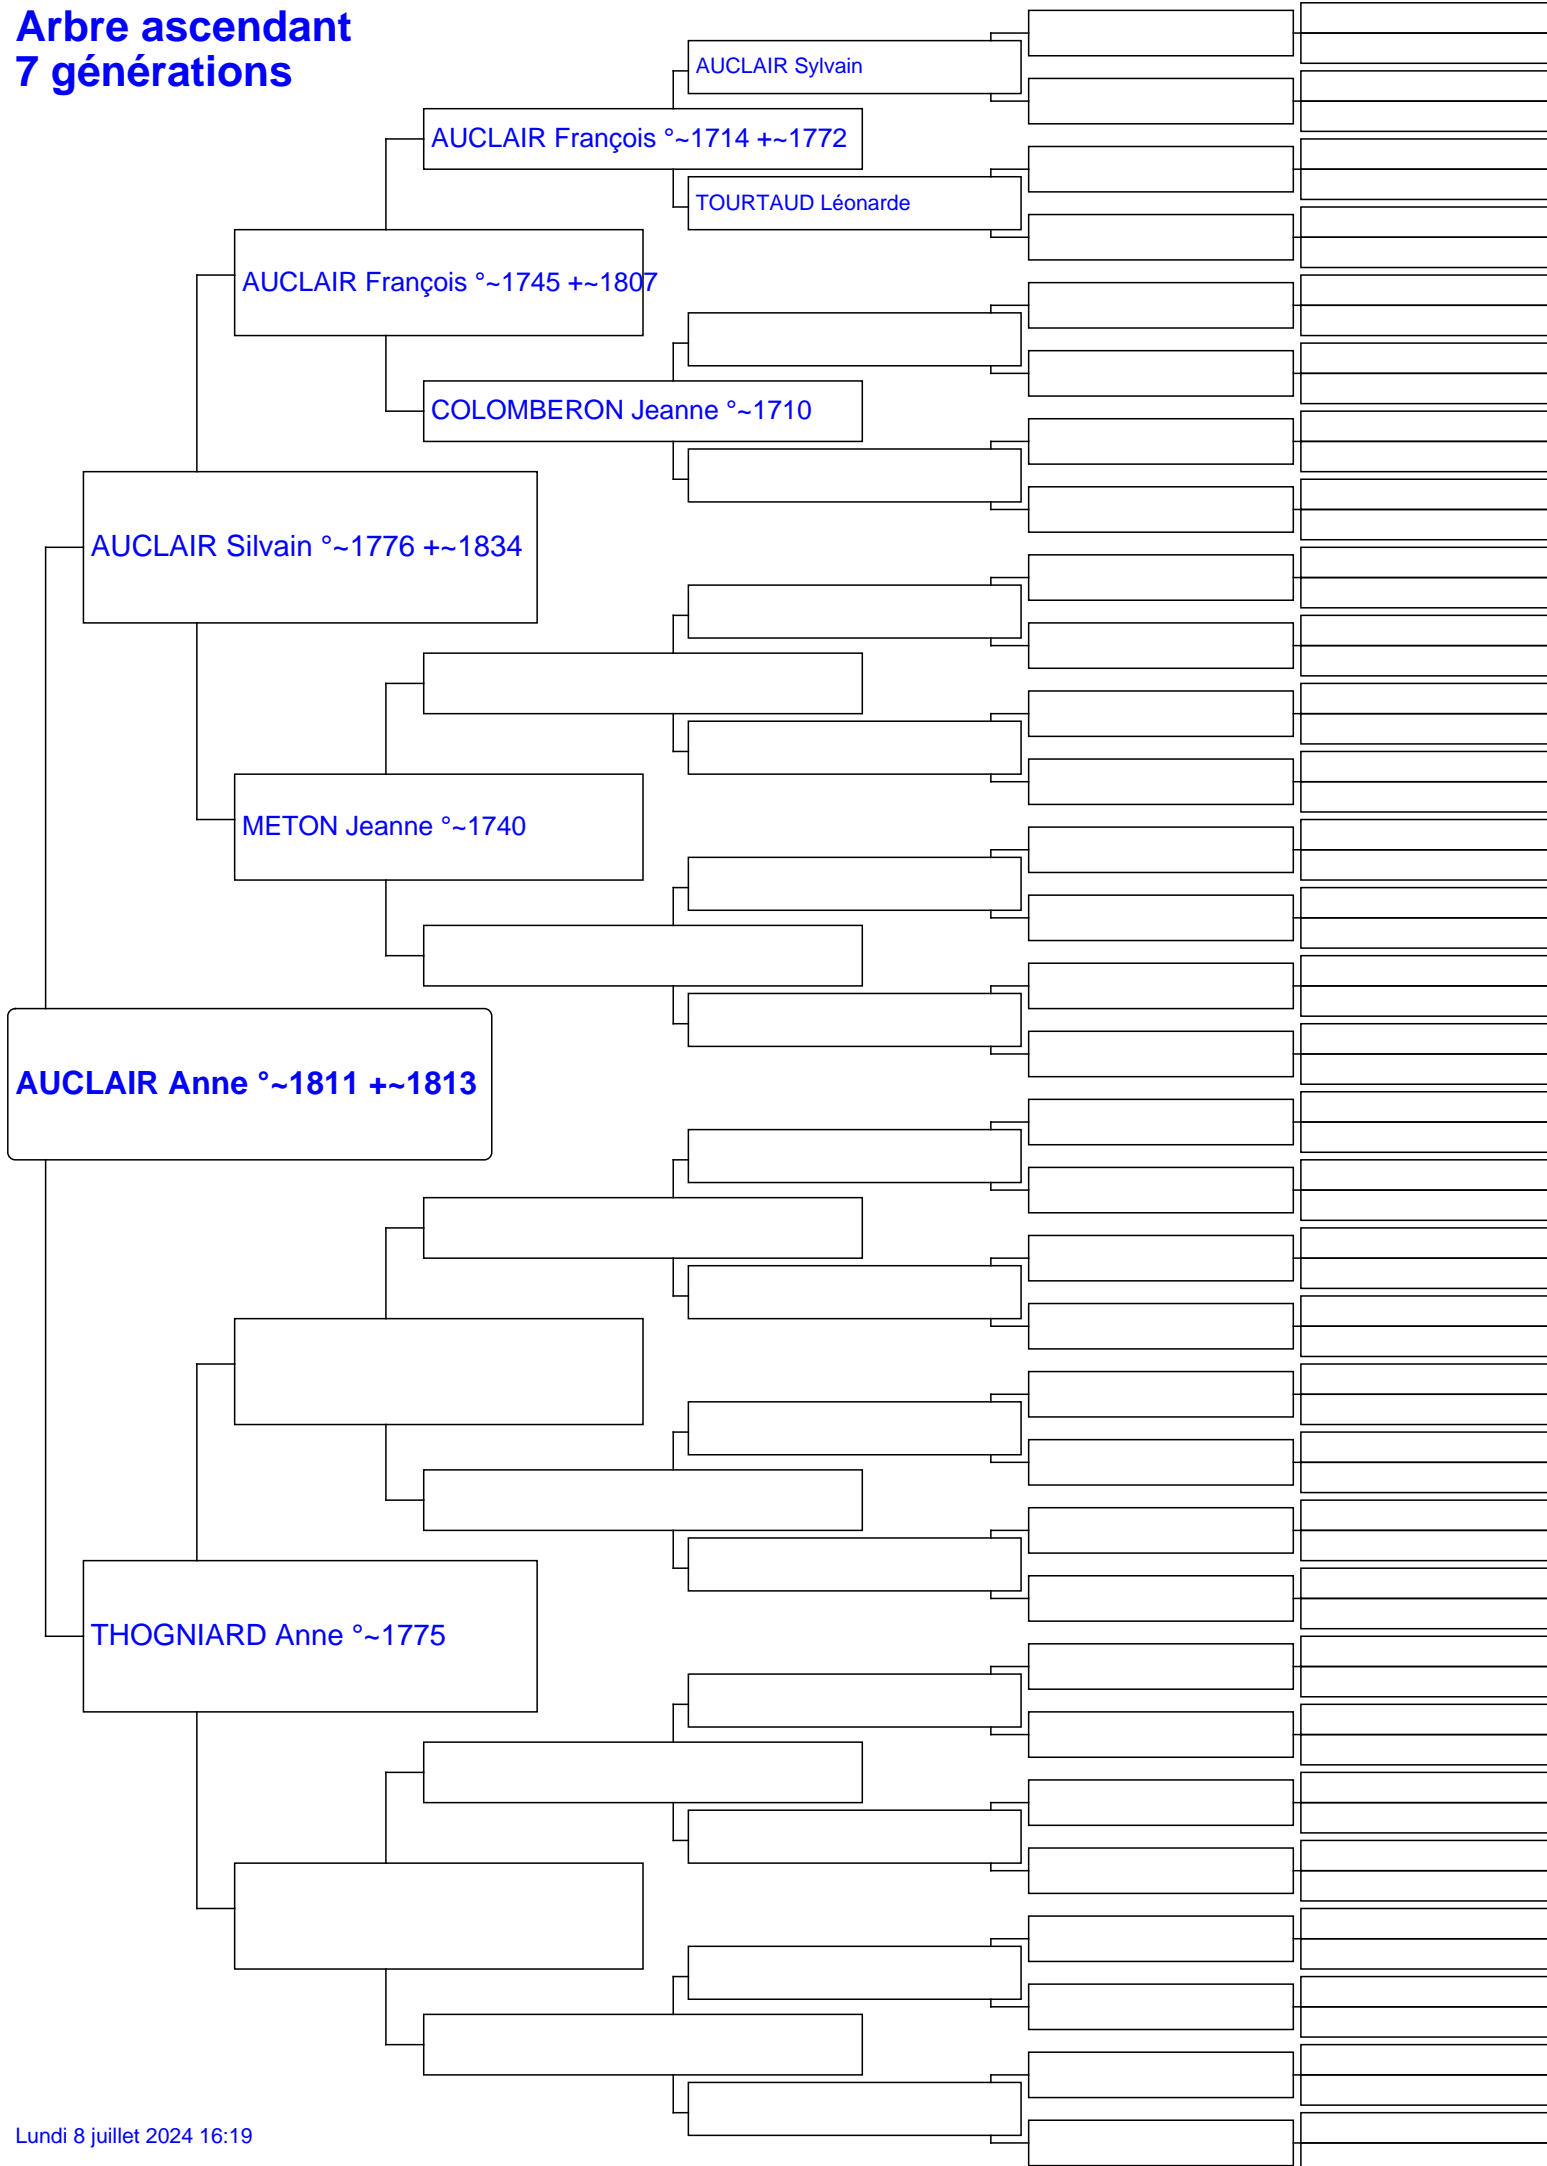 Arbre ascendant
7 générations
AUCLAIR Sylvain
AUCLAIR François °~1714 +~1772
TOURTAUD Léonarde
AUCLAIR François °~1745 +~1807
COLOMBERON Jeanne °~1710
AUCLAIR Silvain °~1776 +~1834
METON Jeanne °~1740
AUCLAIR Anne °~1811 +~1813
THOGNIARD Anne °~1775
Lundi 8 juillet 2024 16:19